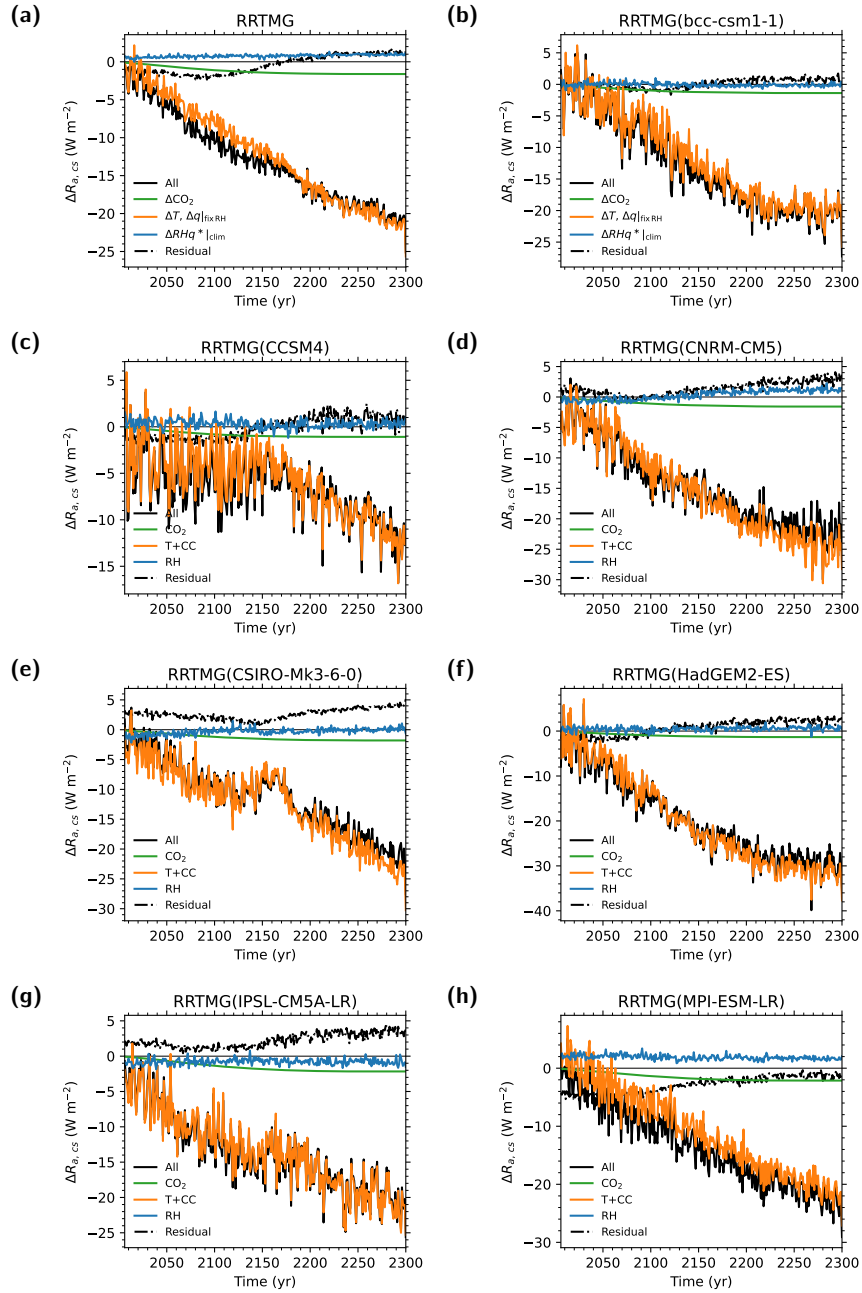 (a)
RRTMG
ΔR_{a, cs} (W m^{−2})
5
0
−5
−10
−15
−20
−25
All
ΔCO_2
ΔT, Δq|_{fix RH}
ΔRHq*|_{clim}
Residual
2050 2100 2150 2200 2250 2300
Time (yr)
(b)
RRTMG(bcc-csm1-1)
ΔR_{a, cs} (W m^{−2})
5
0
−5
−10
−15
−20
−25
All
ΔCO_2
ΔT, Δq|_{fix RH}
ΔRHq*|_{clim}
Residual
2050 2100 2150 2200 2250 2300
Time (yr)
(c)
RRTMG(CCSM4)
ΔR_{a, cs} (W m^{−2})
5
0
−5
−10
−15
All
CO_2
T+CC
RH
Residual
2050 2100 2150 2200 2250 2300
Time (yr)
(d)
RRTMG(CNRM-CM5)
ΔR_{a, cs} (W m^{−2})
5
0
−5
−10
−15
−20
−25
−30
All
CO_2
T+CC
RH
Residual
2050 2100 2150 2200 2250 2300
Time (yr)
(e)
RRTMG(CSIRO-Mk3-6-0)
ΔR_{a, cs} (W m^{−2})
5
0
−5
−10
−15
−20
−25
−30
All
CO_2
T+CC
RH
Residual
2050 2100 2150 2200 2250 2300
Time (yr)
(f)
RRTMG(HadGEM2-ES)
ΔR_{a, cs} (W m^{−2})
0
−10
−20
−30
−40
All
CO_2
T+CC
RH
Residual
2050 2100 2150 2200 2250 2300
Time (yr)
(g)
RRTMG(IPSL-CM5A-LR)
ΔR_{a, cs} (W m^{−2})
5
0
−5
−10
−15
−20
−25
All
CO_2
T+CC
RH
Residual
2050 2100 2150 2200 2250 2300
Time (yr)
(h)
RRTMG(MPI-ESM-LR)
ΔR_{a, cs} (W m^{−2})
0
−10
−20
−30
All
CO_2
T+CC
RH
Residual
2050 2100 2150 2200 2250 2300
Time (yr)